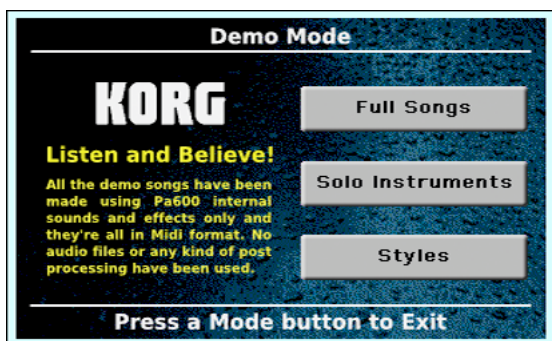 Demo Mode
KORG
Listen and Believe!
All the demo songs have been
made using Pa600 internal
sounds and effects only and
they're all in Midi format. No
audio files or any kind of post
processing have been used.
Full Songs
Solo Instruments
Styles
Press a Mode button to Exit